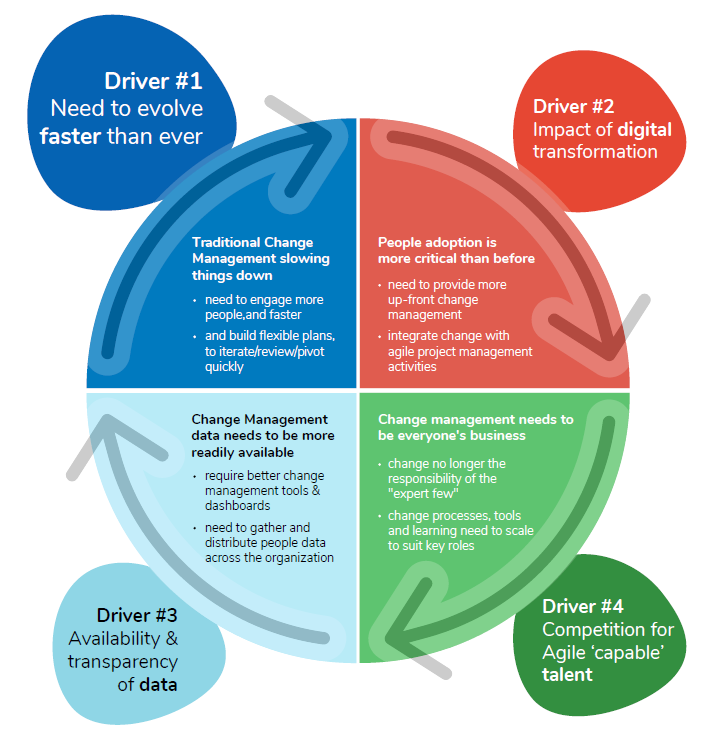 Driver #1
Need to evolve
faster than ever
Driver #2
Impact of digital
transformation
Traditional Change
Management slowing
things down
· need to engage more
people,and faster
· and build flexible plans,
to iterate/review/pivot
quickly
People adoption is
more critical than before
· need to provide more
up-front change
management
· integrate change with
agile project management
activities
Change Management
data needs to be more
readily available
· require better change
management tools &
dashboards
· need to gather and
distribute people data
across the organization
Change management needs to
be everyone's business
· change no longer the
responsibility of the
"expert few"
· change processes, tools
and learning need to scale
to suit key roles
Driver #3
Availability &
transparency
of data
Driver #4
Competition for
Agile ‘capable’
talent